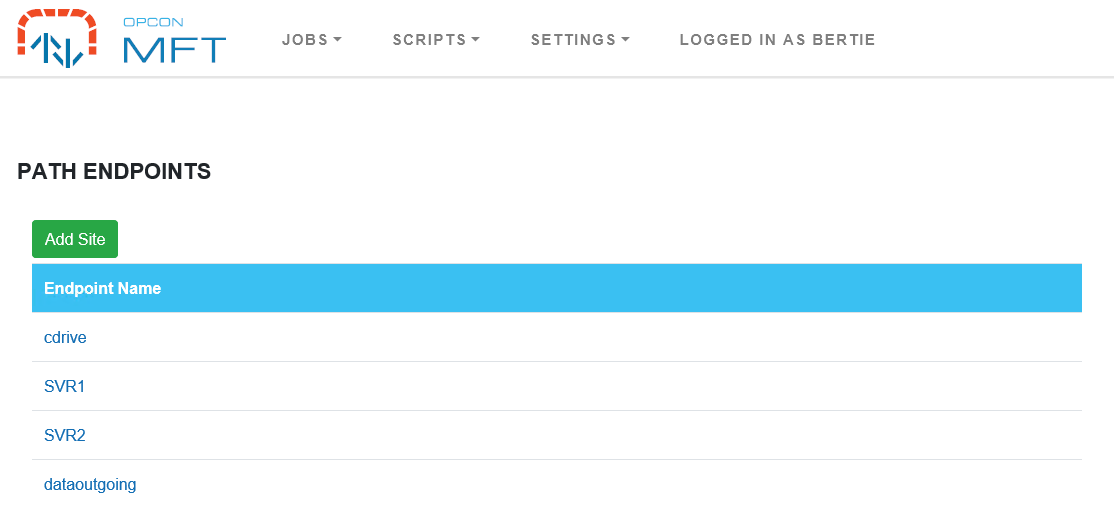 OPCON
MFT
JOBS SCRIPTS SETTINGS LOGGED IN AS BERTIE
PATH ENDPOINTS
Add Site
Endpoint Name
cdrive
SVR1
SVR2
dataoutgoing